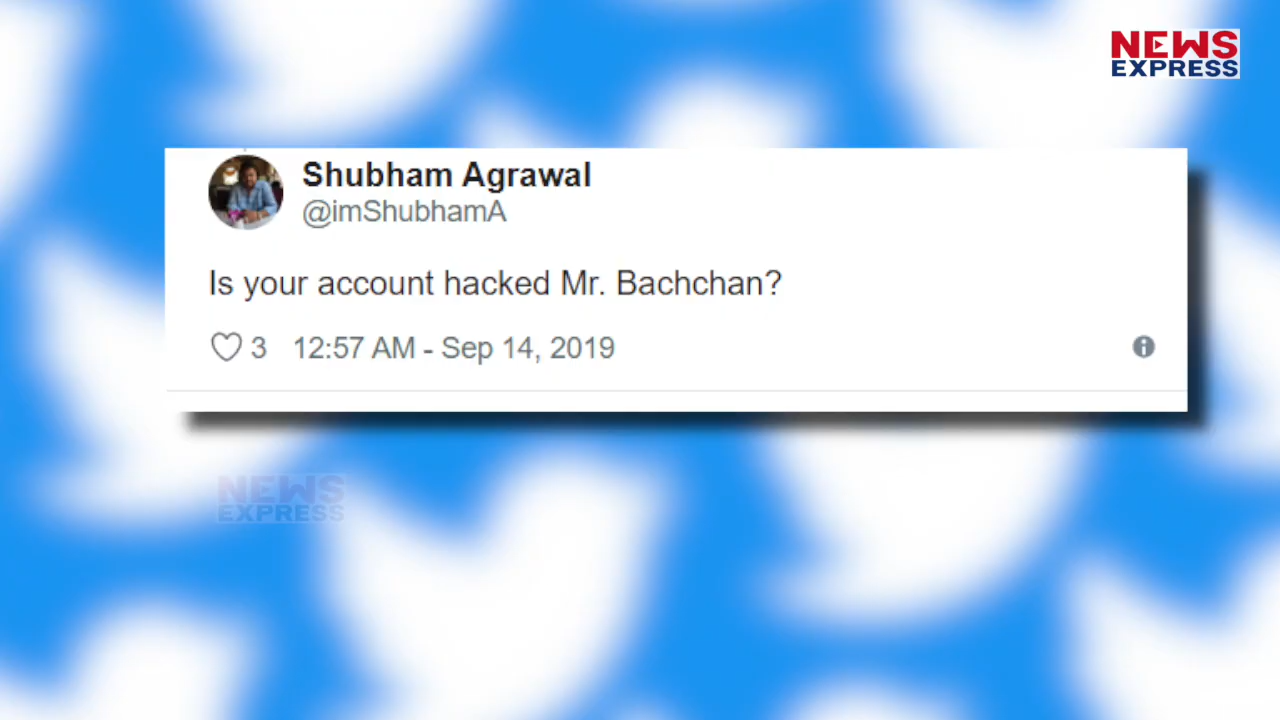 NEWS
EXPRESS
Shubham Agrawal
@imShubhamA
Is your account hacked Mr. Bachchan?
3 12:57 AM - Sep 14, 2019
NEWS
EXPRESS